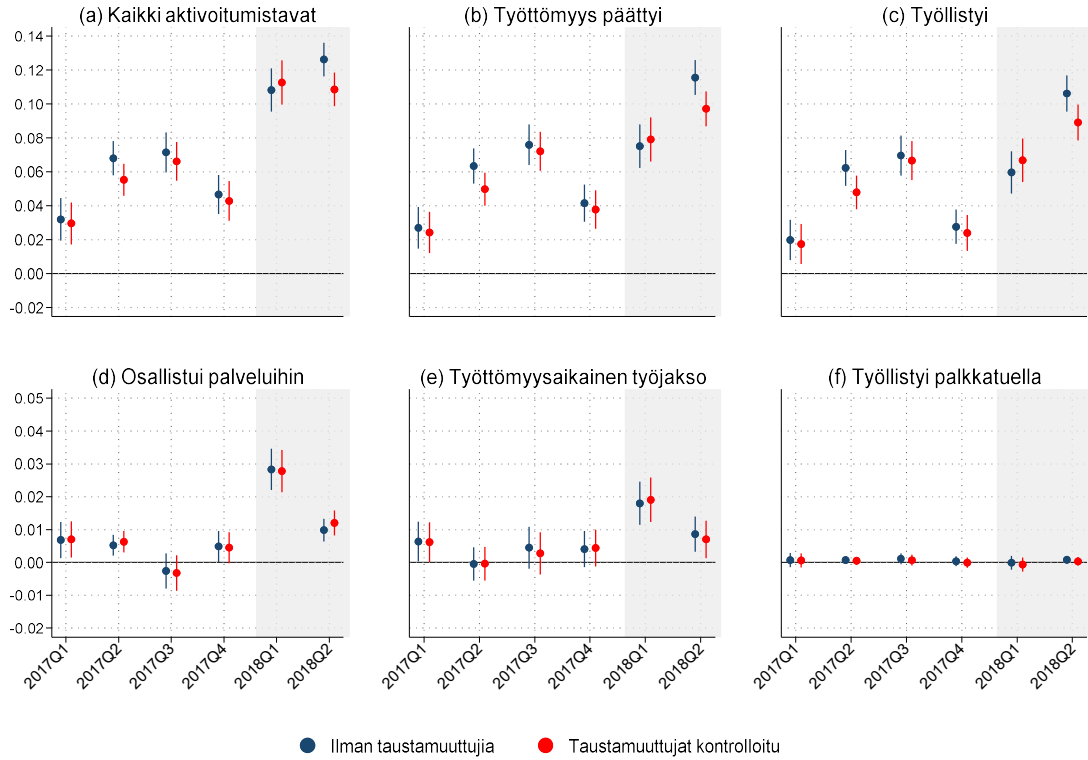 (a) Kaikki aktivoitumistavat
(b) Työttömyys päättyi
(c) Työllistyi
0.14
0.12
0.10
0.08
0.06
0.04
0.02
0.00
-0.02
(d) Osallistui palveluihin
(e) Työttömyysaikainen työjakso
(f) Työllistyi palkkatuella
0.05
0.04
0.03
0.02
0.01
0.00
-0.01
-0.02
2017Q1 2017Q2 2017Q3 2017Q4 2018Q1 2018Q2
2017Q1 2017Q2 2017Q3 2017Q4 2018Q1 2018Q2
2017Q1 2017Q2 2017Q3 2017Q4 2018Q1 2018Q2
Ilman taustamuuttujia
Taustamuuttujat kontrolloitu